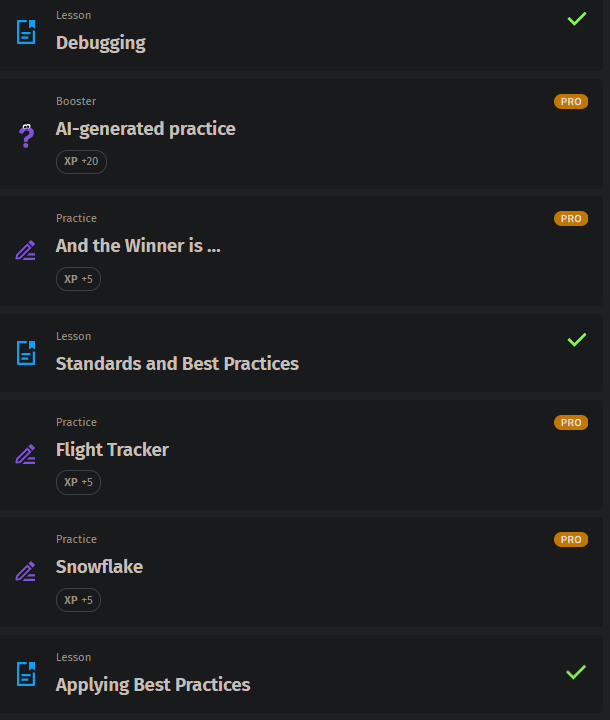 Lesson
Debugging
Booster
PRO
AI-generated practice
XP +20
Practice
PRO
And the Winner is ...
XP +5
Lesson
Standards and Best Practices
Practice
PRO
Flight Tracker
XP +5
Practice
PRO
Snowflake
XP +5
Lesson
Applying Best Practices